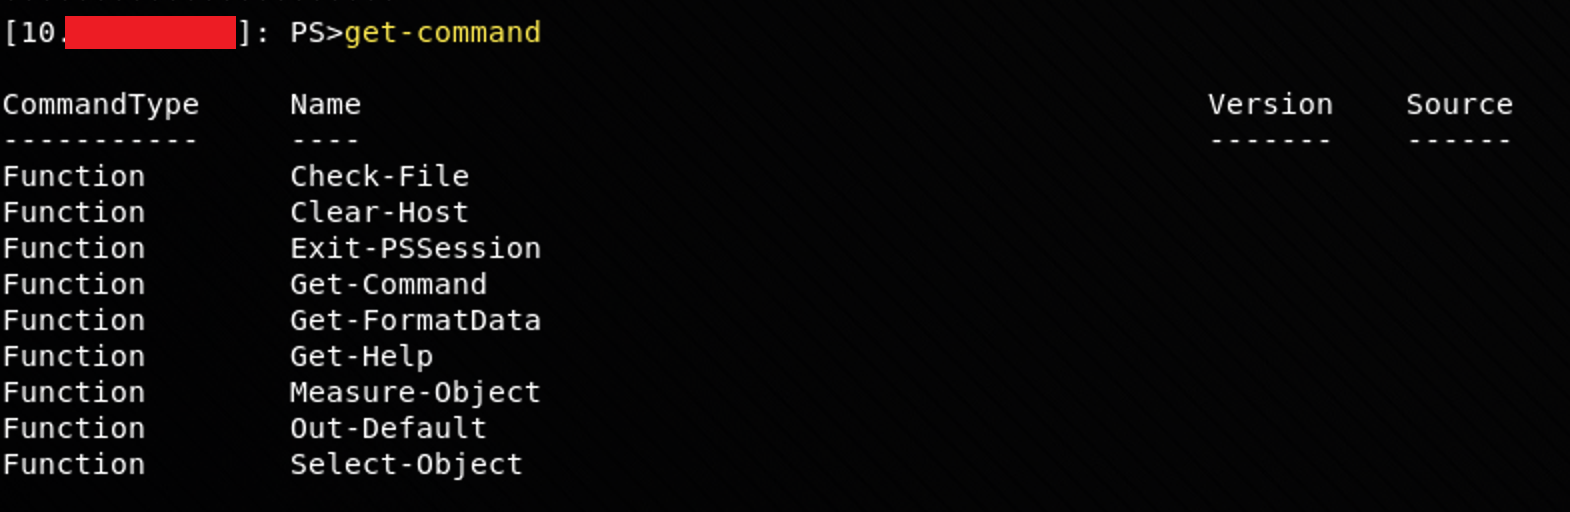 [10.]: PS>get-command
CommandType Name Version Source
----------- ---- ------- ------
Function Check-File
Function Clear-Host
Function Exit-PSSession
Function Get-Command
Function Get-FormatData
Function Get-Help
Function Measure-Object
Function Out-Default
Function Select-Object